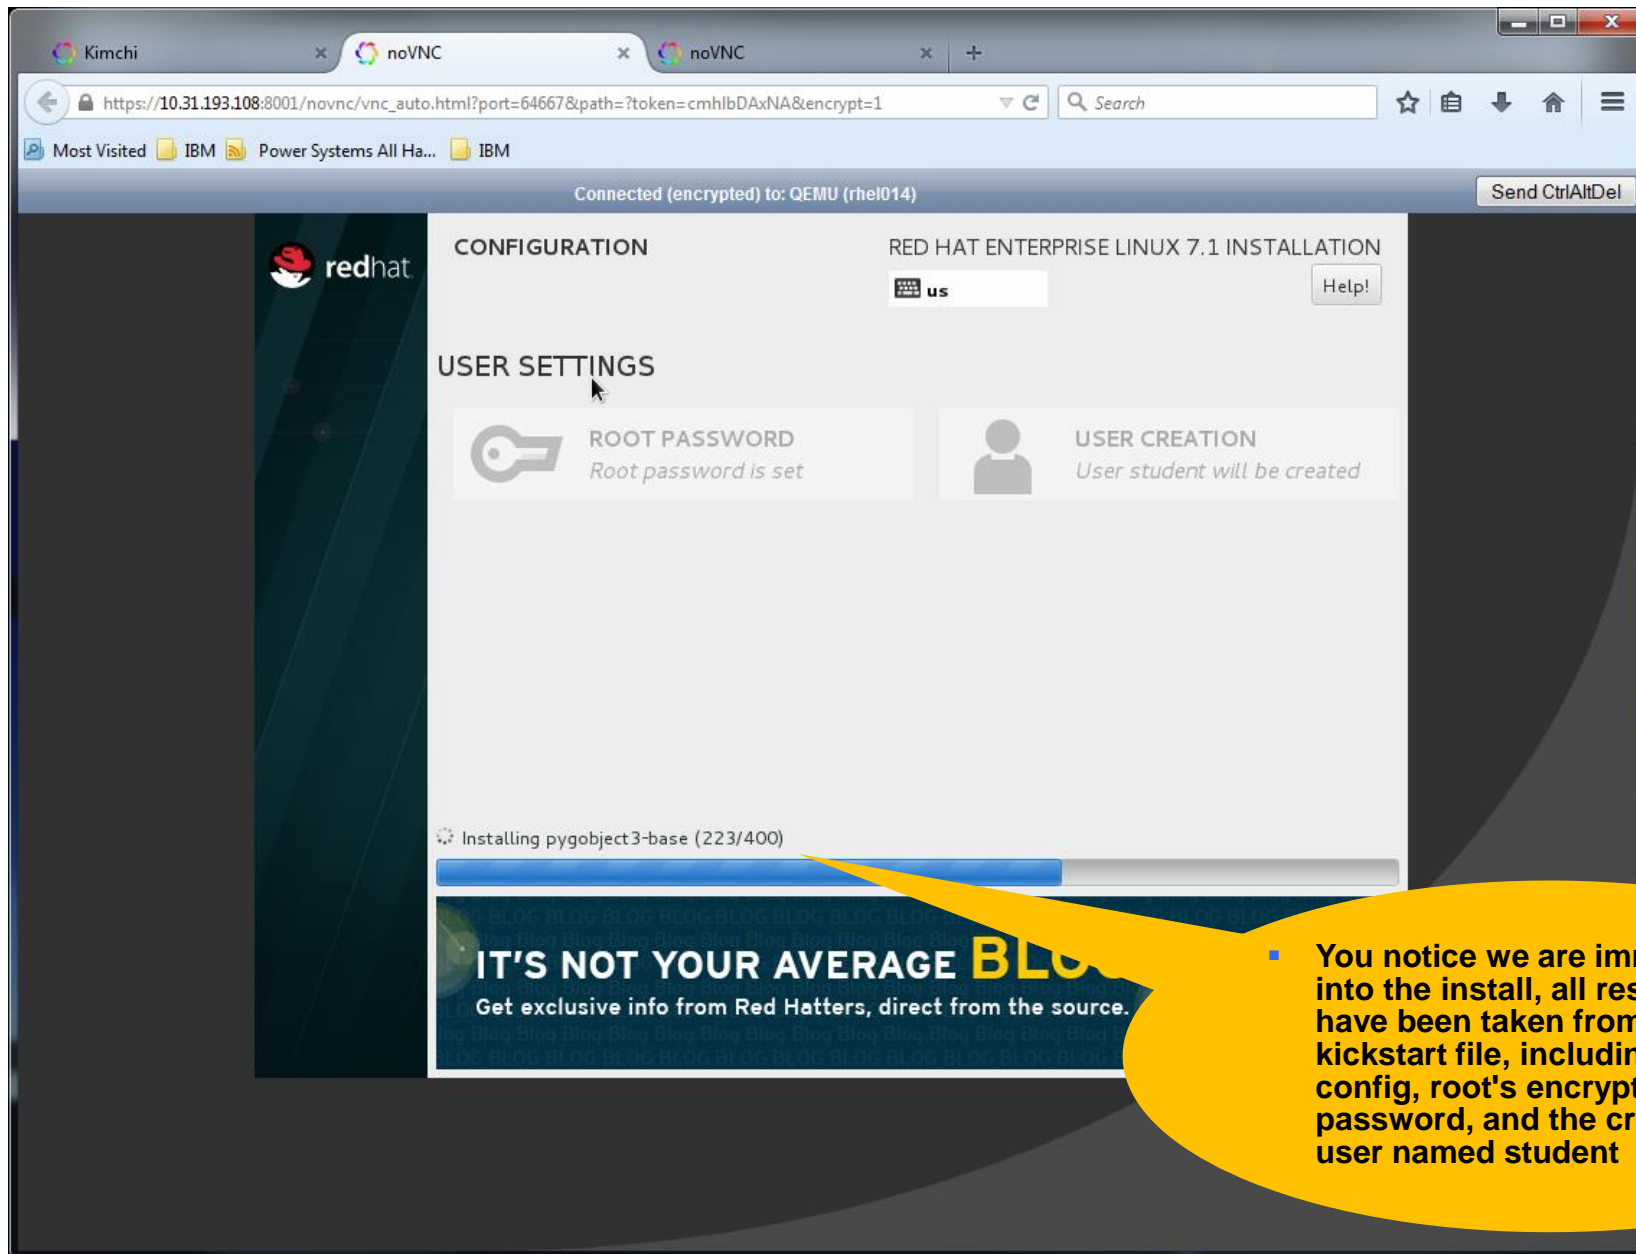 Kimchi
noVNC
noVNC
https://10.31.193.108:8001/novnc/vnc_auto.html?port=64667&path=?token=cmhlbDAxNA&encrypt=1
Search
Most Visited IBM Power Systems All Ha... IBM
Connected (encrypted) to: QEMU (rhel014)
Send CtrlAltDel
redhat.
CONFIGURATION
RED HAT ENTERPRISE LINUX 7.1 INSTALLATION
us
Help!
USER SETTINGS
ROOT PASSWORD
Root password is set
USER CREATION
User student will be created
Installing pygobject3-base (223/400)
IT'S NOT YOUR AVERAGE
Get exclusive info from Red Hatters, direct from the source.
You notice we are
into the install, all
have been taken from
kickstart file,
config, root's
password, and the
user named student